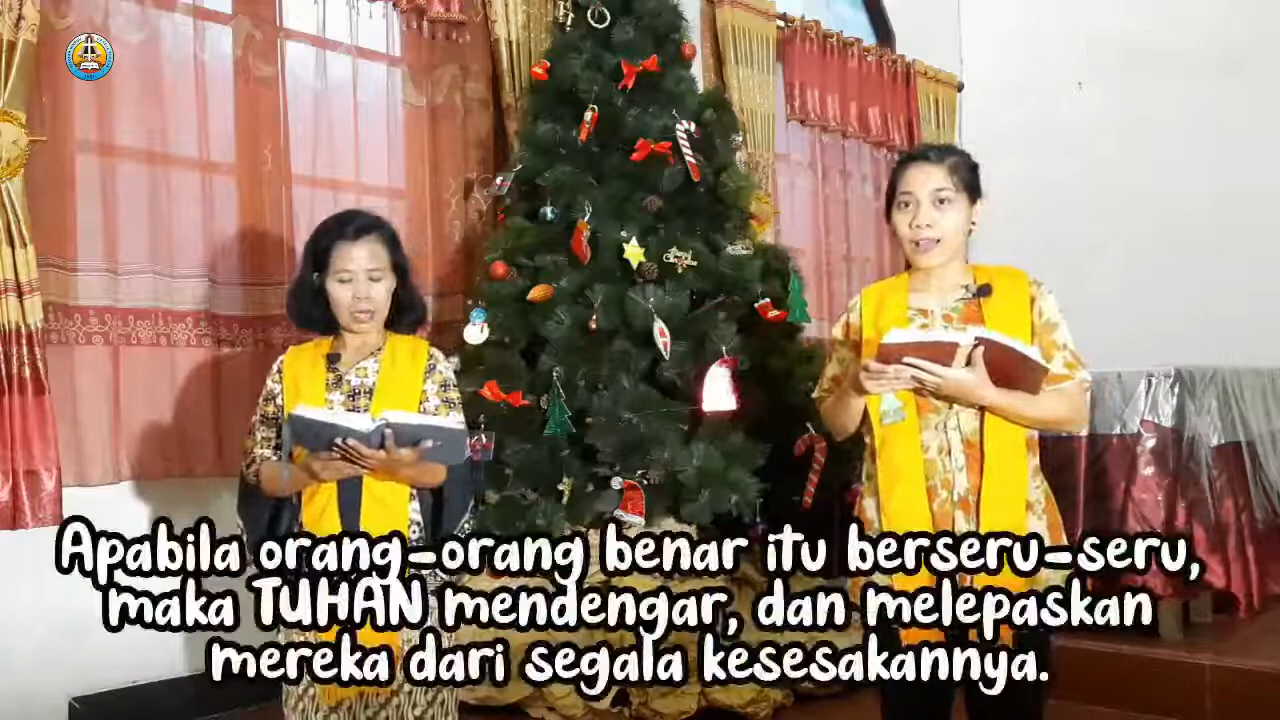 Apabila orang-orang benar itu berseru-seru,
maka TUHAN mendengar, dan melepaskan
mereka dari segala kesesakannya.